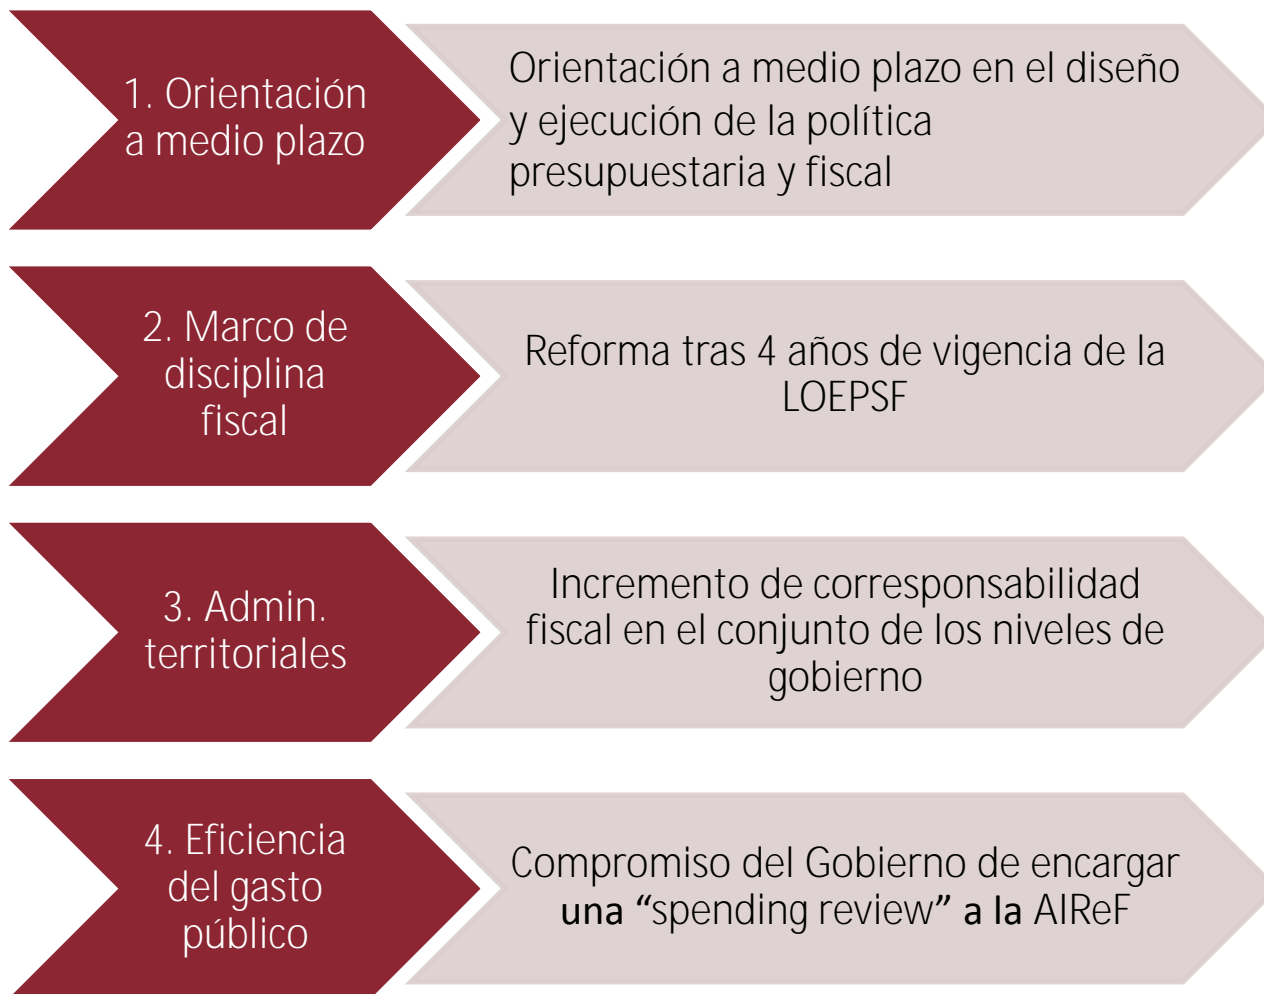 1. Orientación
a medio plazo
Orientación a medio plazo en el diseño
y ejecución de la política
presupuestaria y fiscal
2. Marco de
disciplina
fiscal
Reforma tras 4 años de vigencia de la
LOEPSF
3. Admin.
territoriales
Incremento de corresponsabilidad
fiscal en el conjunto de los niveles de
gobierno
4. Eficiencia
del gasto
público
Compromiso del Gobierno de encargar
una “spending review” a la AIReF